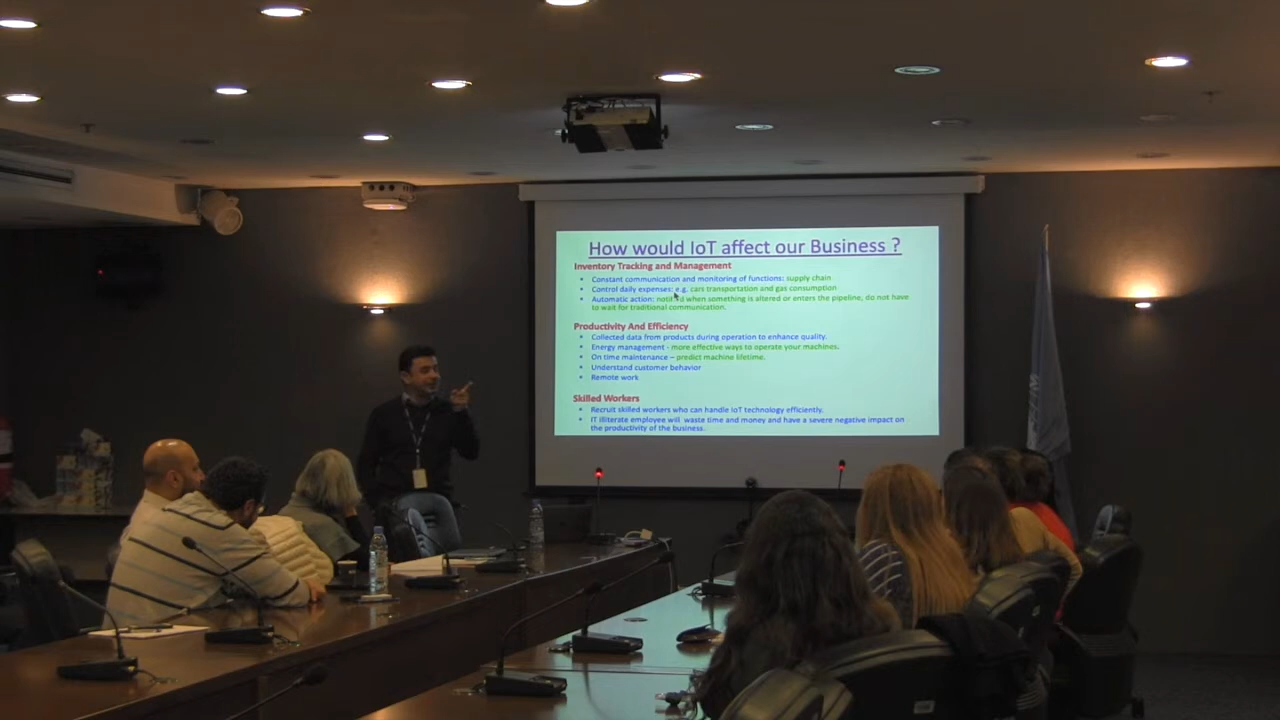 How would IoT affect our Business ?
Inventory Tracking and Management
• Constant communication and monitoring of functions: supply chain
• Control daily expenses: e.g. cars transportation and gas consumption
• Automatic action: notified when something is altered or enters the pipeline, do not have
to wait for traditional communication.
Productivity And Efficiency
• Collected data from products during operation to enhance quality.
• Energy management - more effective ways to operate your machines.
• On time maintenance – predict machine lifetime.
• Understand customer behavior
• Remote work
Skilled Workers
• Recruit skilled workers who can handle IoT technology efficiently.
• IT illiterate employee will waste time and money and have a severe negative impact on
the productivity of the business.